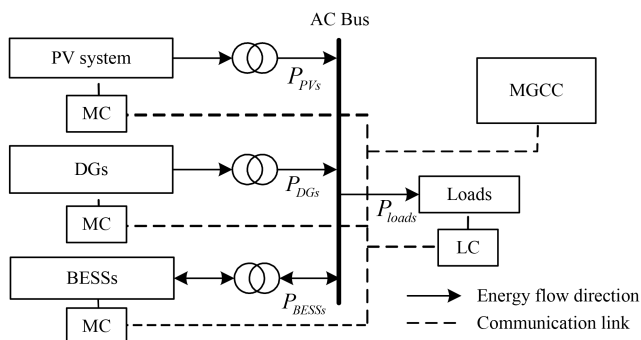 AC Bus
PV system
P_PVs
MC
MGCC
DGs
P_DGs
MC
Loads
P_loads
LC
BESSs
P_BESSs
MC
Energy flow direction
Communication link